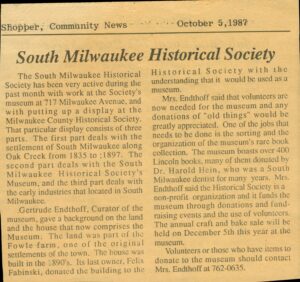 Shopper, Community News October 5, 1987
South Milwaukee Historical Society
The South Milwaukee Historical
Society has been very active during the
past month with work at the Society's
museum at 717 Milwaukee Avenue, and
with putting up a display at the
Milwaukee County Historical Society.
That particular display consists of three
parts. The first part deals with the
settlement of South Milwaukee along
Oak Creek from 1835 to 1897. The
second part deals with the South
Milwaukee Historical Society's
Museum, and the third part deals with
the early industries that located in South
Milwaukee.
Gertrude Endthoff, Curator of the
museum, gave a background on the land
and the house that now comprises the
Museum. The land was part of the
Fowle farm, one of the original
settlements of the town. The house was
built in the 1890's. Its last owner, Felix
Fabinski, donated the building to the
Historical Society with the
understanding that it would be used as a
museum.
Mrs. Endthoff said that volunteers are
now needed for the museum and any
donations of "old things" would be
greatly appreciated. One of the jobs that
needs to be done is the sorting and the
organization of the museum's rare book
collection. The museum boasts over 400
Lincoln books, many of them donated by
Dr. Harold Hein, who was a South
Milwaukee dentist for many years. Mrs.
Endthoff said the Historical Society is a
non-profit organization and it funds the
museum through donations and fund-
raising events and the use of volunteers.
The annual craft and bake sale will be
held on December 5th this year at the
museum.
Volunteers or those who have items to
donate to the museum should contact
Mrs. Endthoff at 762-0635.